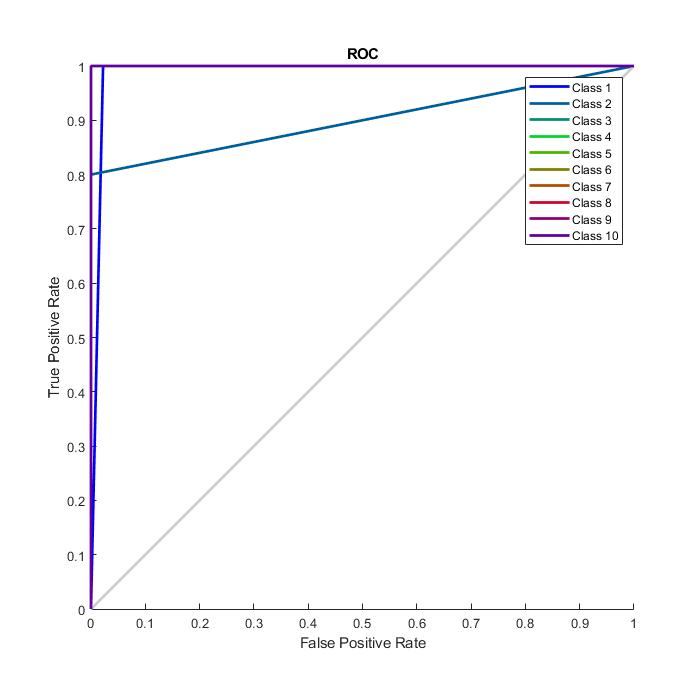 ROC
1
0.9
0.8
0.7
0.6
0.5
0.4
0.3
0.2
0.1
0
True Positive Rate
Class 1
Class 2
Class 3
Class 4
Class 5
Class 6
Class 7
Class 8
Class 9
Class 10
0 0.1 0.2 0.3 0.4 0.5 0.6 0.7 0.8 0.9 1
False Positive Rate